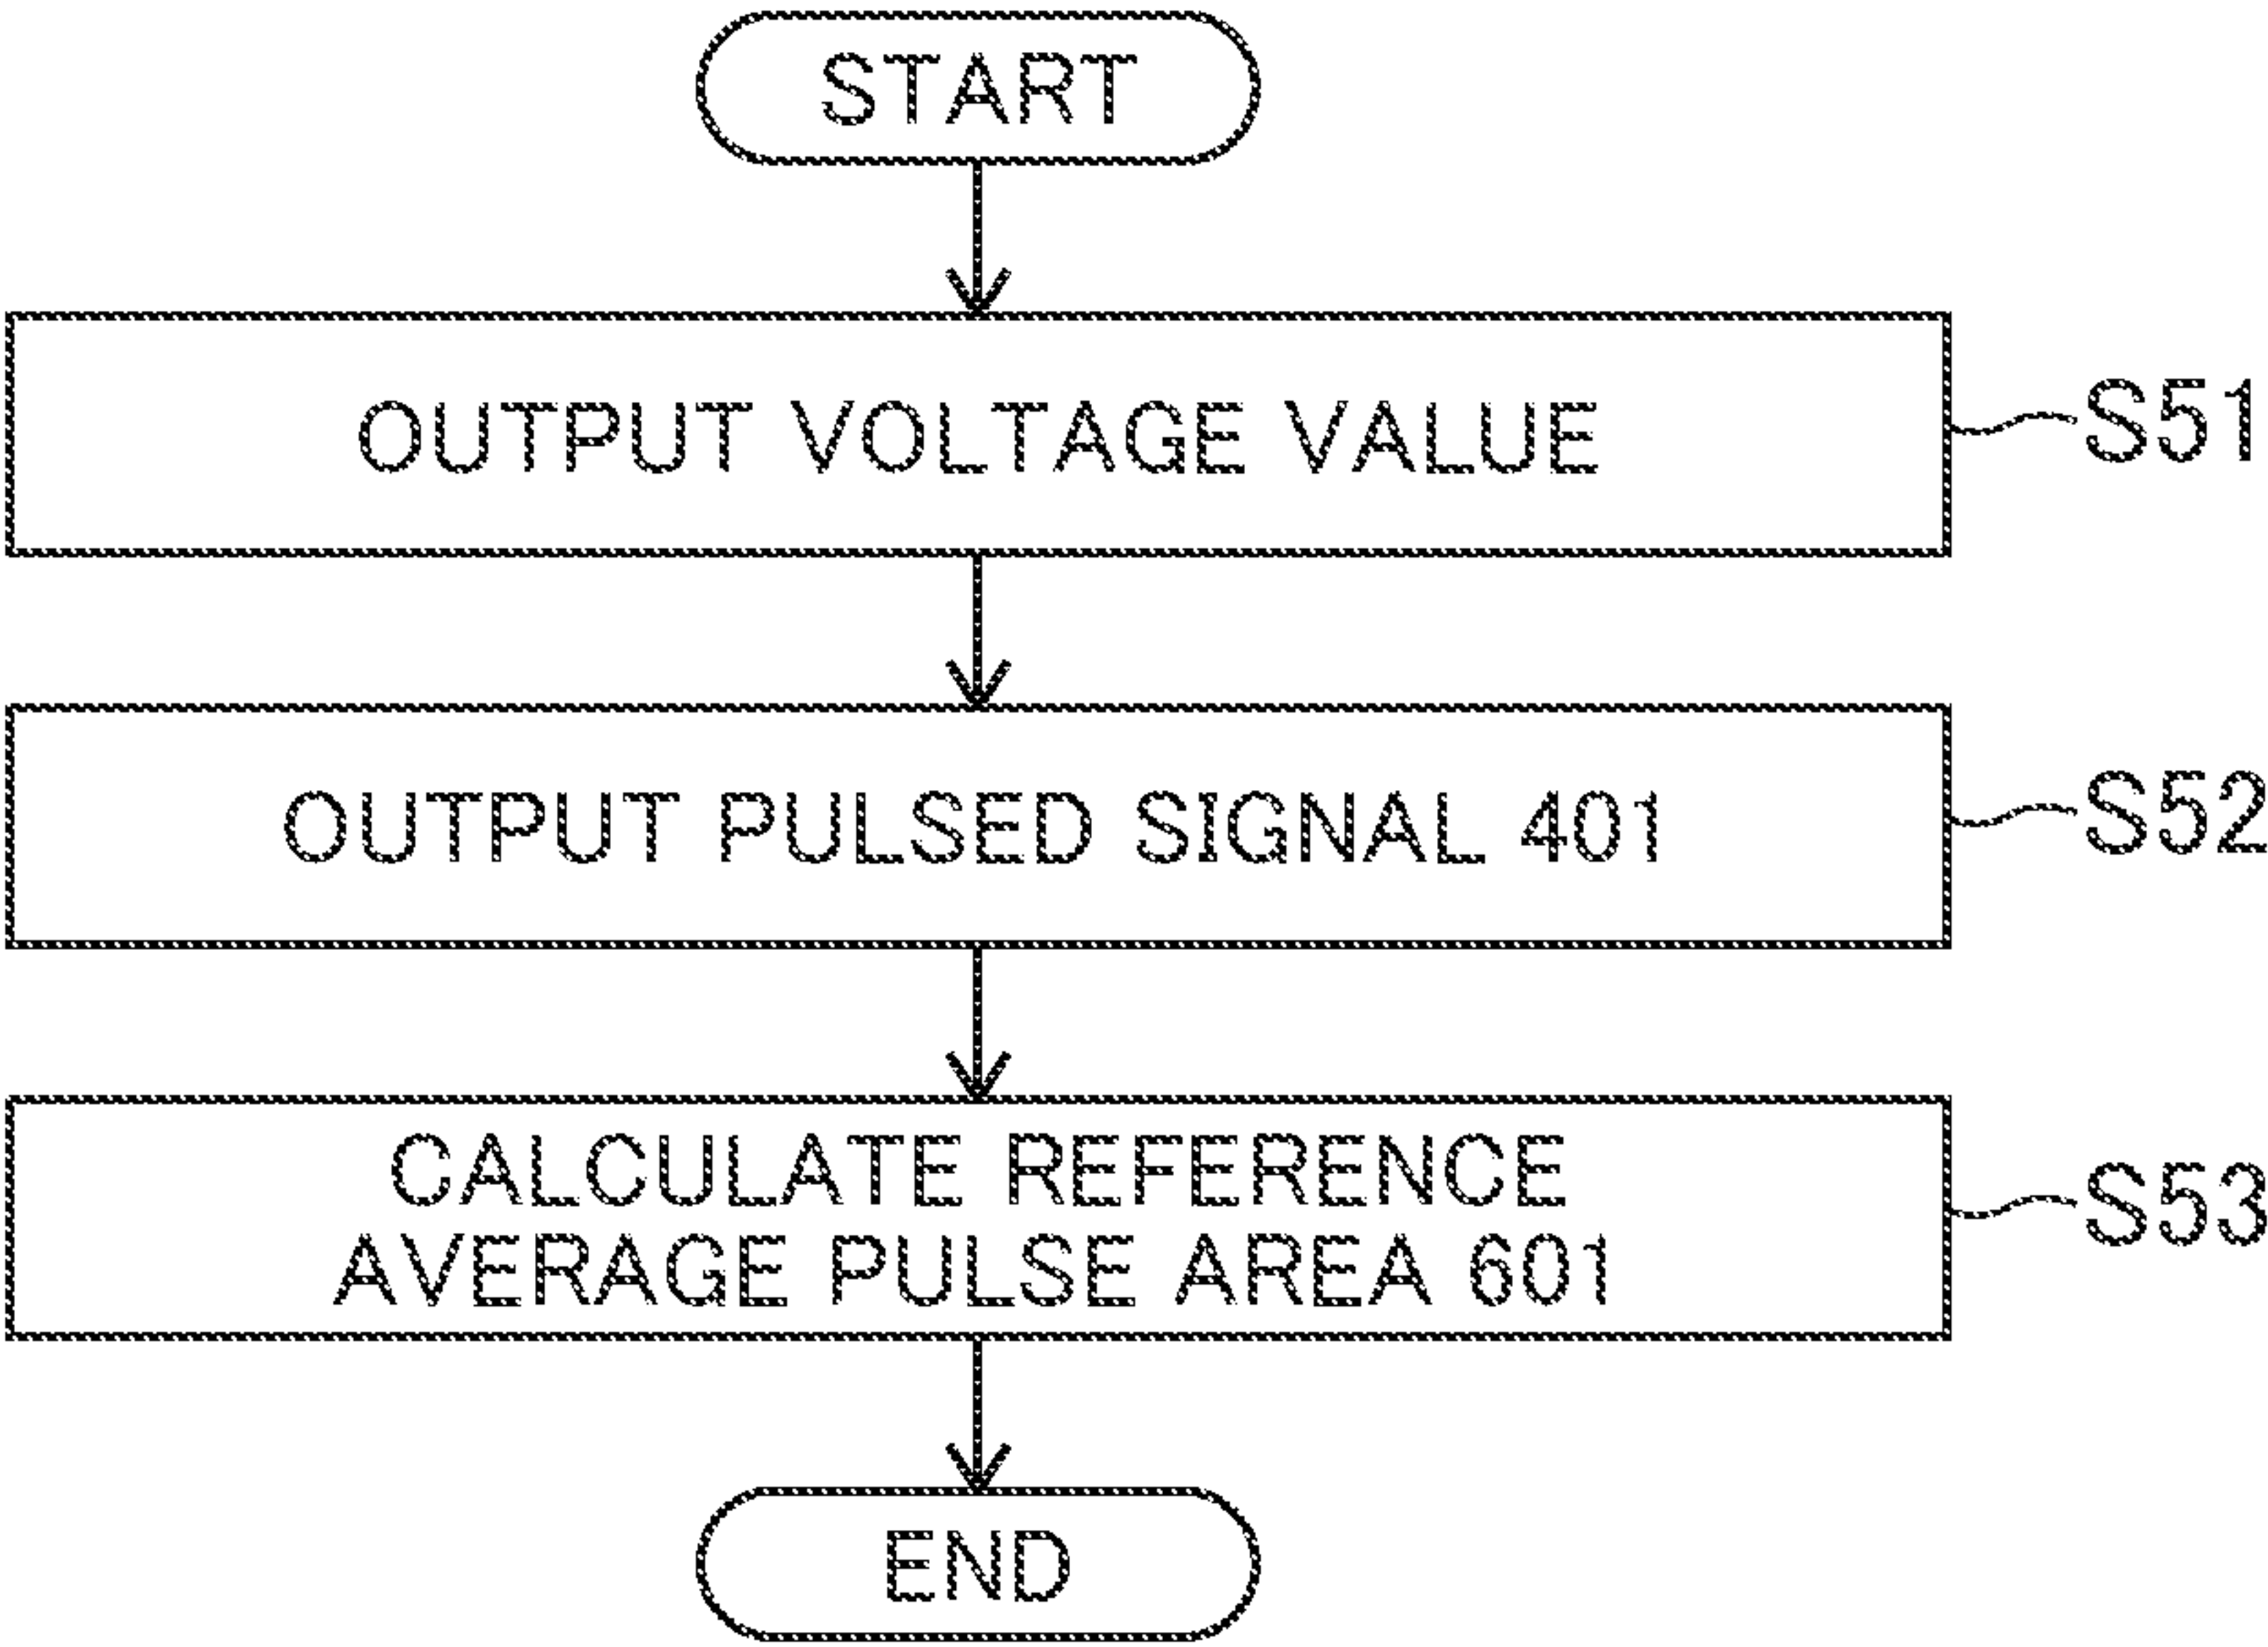 START
OUTPUT VOLTAGE VALUE
S51
OUTPUT PULSED SIGNAL 401
S52
CALCULATE REFERENCE
AVERAGE PULSE AREA 601
S53
END